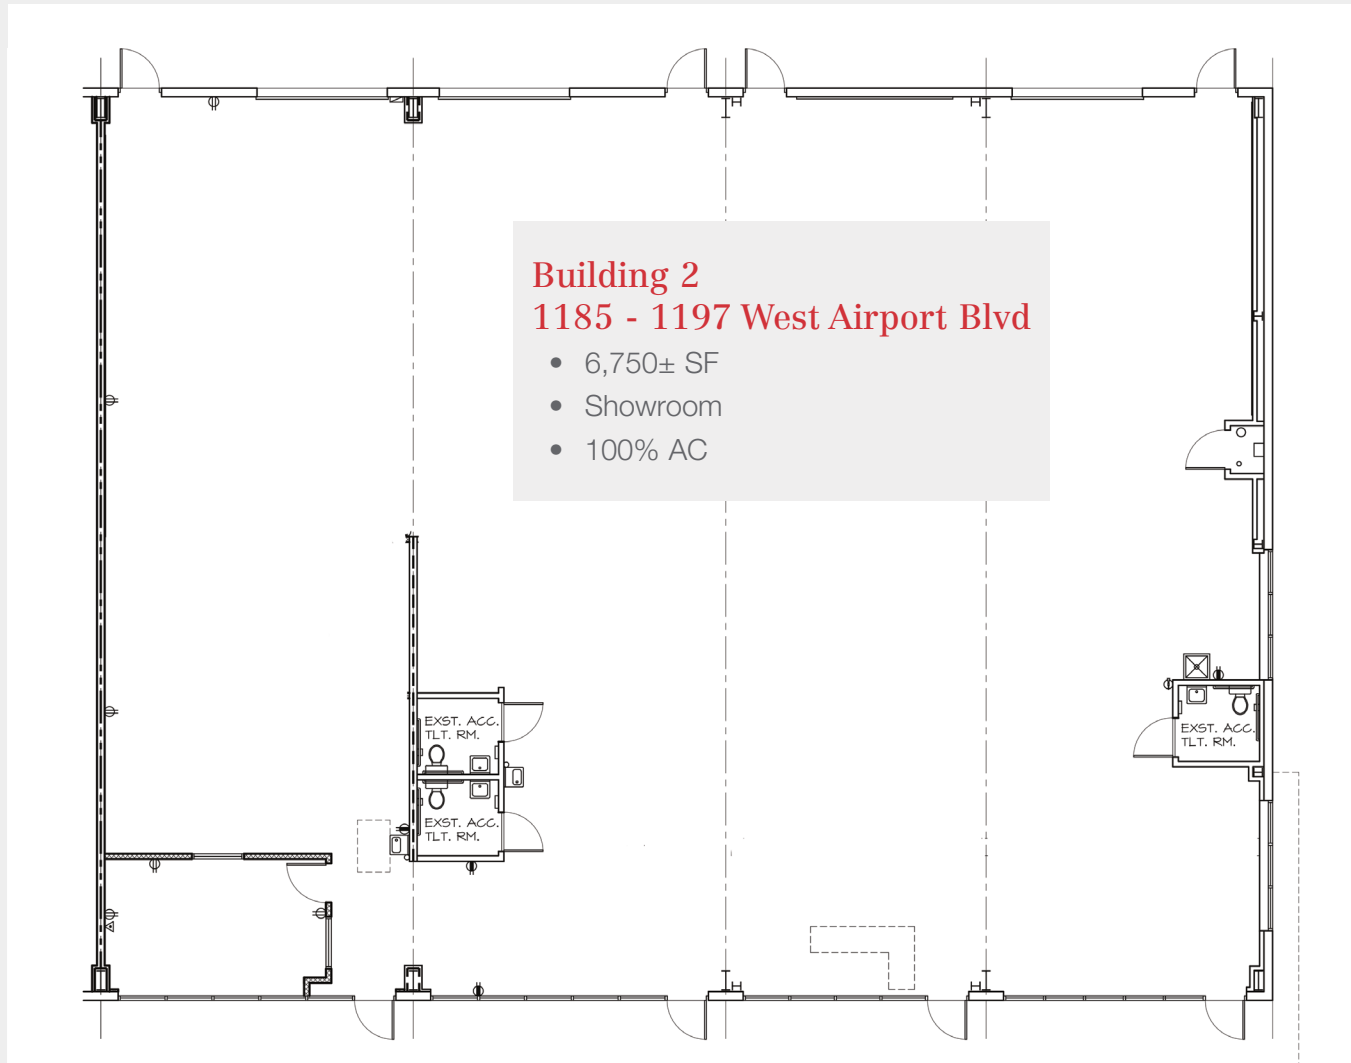 Building 2
1185 - 1197 West Airport Blvd
• 6,750± SF
• Showroom
• 100% AC
EXST. ACC.
TLT. RM.
EXST. ACC.
TLT. RM.
EXST. ACC.
TLT. RM.